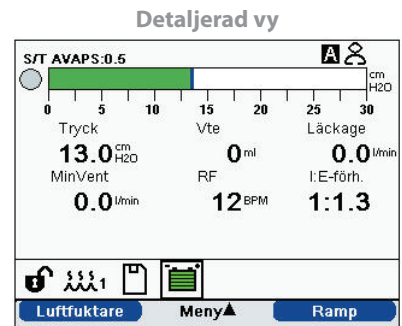 Detaljerad vy
S/T AVAPS:0.5 A
cm H2O
0 5 10 15 20 25 30
Tryck Vte Läckage
13.0 cm H2O 0 ml 0.0 l/min
MinVent RF I:E-förh.
0.0 l/min 12 BPM 1:1.3
1
Luftfuktare Meny▲ Ramp